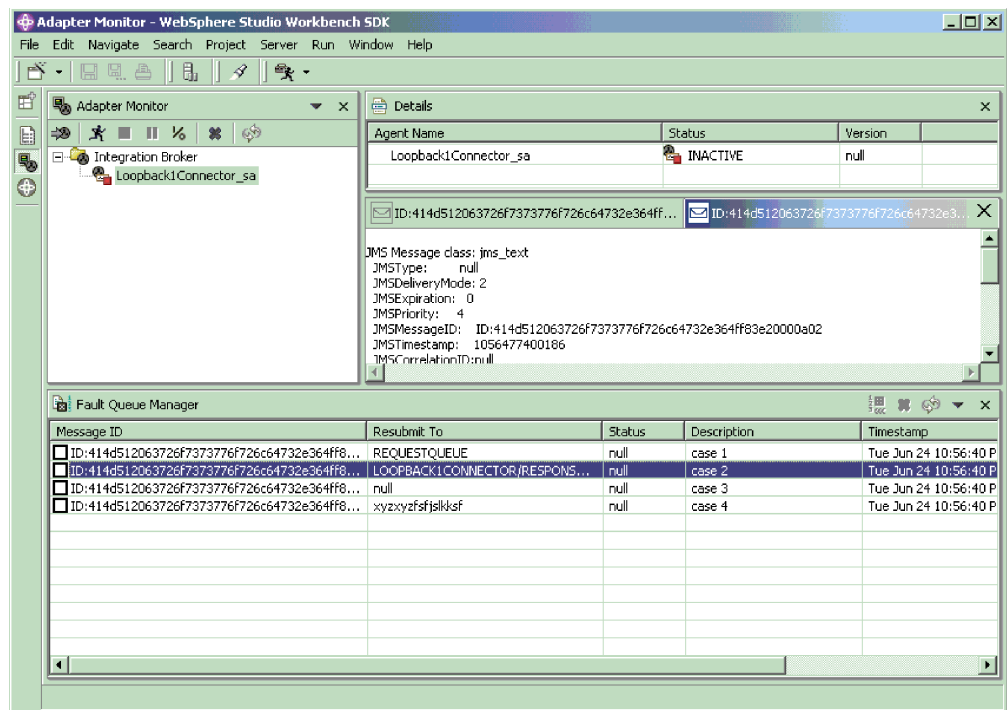 Adapter Monitor - WebSphere Studio Workbench SDK
File Edit Navigate Search Project Server Run Window Help
Adapter Monitor
Integration Broker
Loopback1Connector_sa
Details
Agent Name Status Version
Loopback1Connector_sa INACTIVE null
ID:414d512063726f7373776f726c64732e364ff... ID:414d512063726f7373776f726c64732e3...
JMS Message class: jms_text
JMSType: null
JMSDeliveryMode: 2
JMSExpiration: 0
JMSPriority: 4
JMSMessageID: ID:414d512063726f7373776f726c64732e364ff83e20000a02
JMSTimestamp: 1056477400186
JMSCorrelationID:null
Fault Queue Manager
Message ID Resubmit To Status Description Timestamp
ID:414d512063726f7373776f726c64732e364ff8... REQUESTQUEUE null case 1 Tue Jun 24 10:56:40 P
ID:414d512063726f7373776f726c64732e364ff8... LOOPBACK1CONNECTOR/RESPONS... null case 2 Tue Jun 24 10:56:40 P
ID:414d512063726f7373776f726c64732e364ff8... null null case 3 Tue Jun 24 10:56:40 P
ID:414d512063726f7373776f726c64732e364ff8... xyzxyzfsfjslkksf null case 4 Tue Jun 24 10:56:40 P